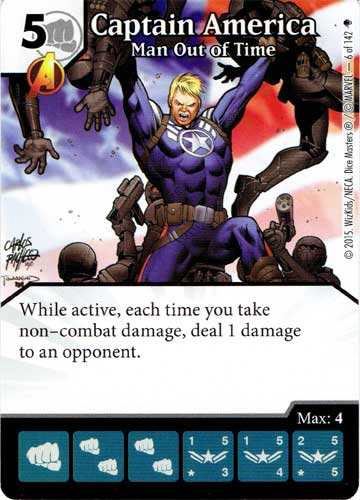 5
Captain America
Man Out of Time
© 2015, WizKids/NECA. Dice Masters ® / © MARVEL — 6 of 142
CARLOS
TOWNSEND
While active, each time you take
non-combat damage, deal 1 damage
to an opponent.
Max: 4
1 5 1 5 2 5
* 3 4 ** 5